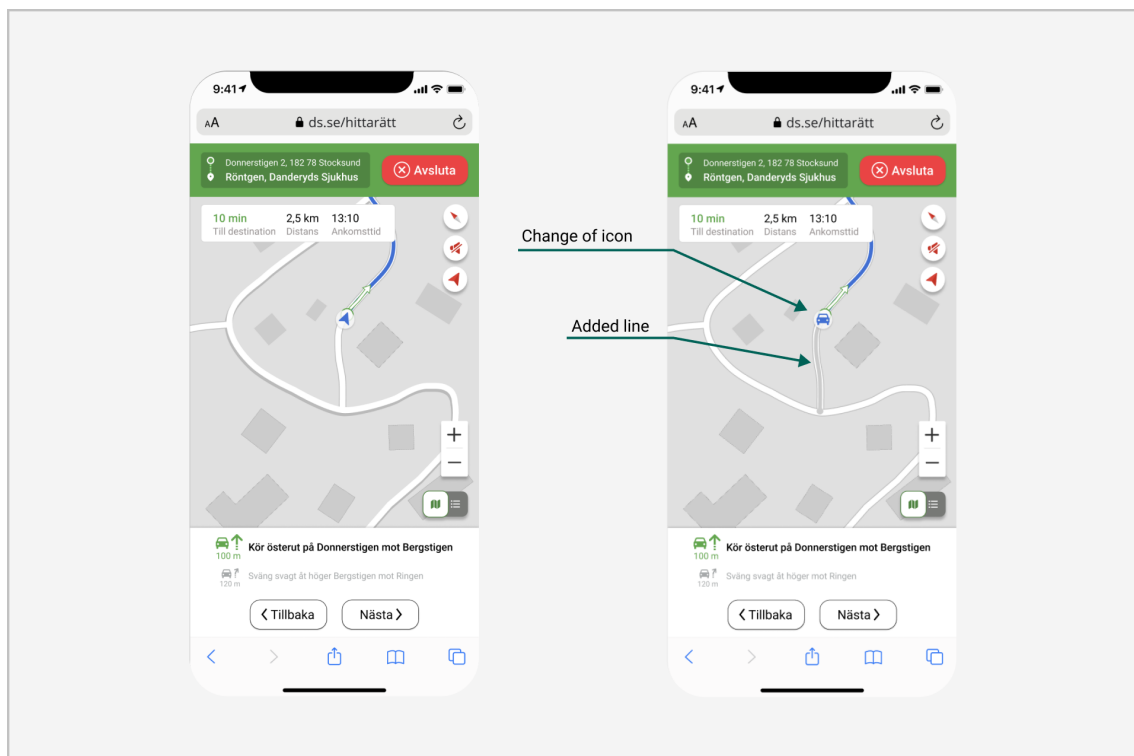 9:41
AA ds.se/hittarätt
Donnerstigen 2, 182 78 Stocksund
Röntgen, Danderyds Sjukhus
Avsluta
10 min 2,5 km 13:10
Till destination Distans Ankomsttid
Kör österut på Donnerstigen mot Bergstigen
100 m
Sväng svagt åt höger Bergstigen mot Ringen
120 m
Tillbaka Nästa
Change of icon
Added line
9:41
AA ds.se/hittarätt
Donnerstigen 2, 182 78 Stocksund
Röntgen, Danderyds Sjukhus
Avsluta
10 min 2,5 km 13:10
Till destination Distans Ankomsttid
Kör österut på Donnerstigen mot Bergstigen
100 m
Sväng svagt åt höger mot Ringen
120 m
Tillbaka Nästa